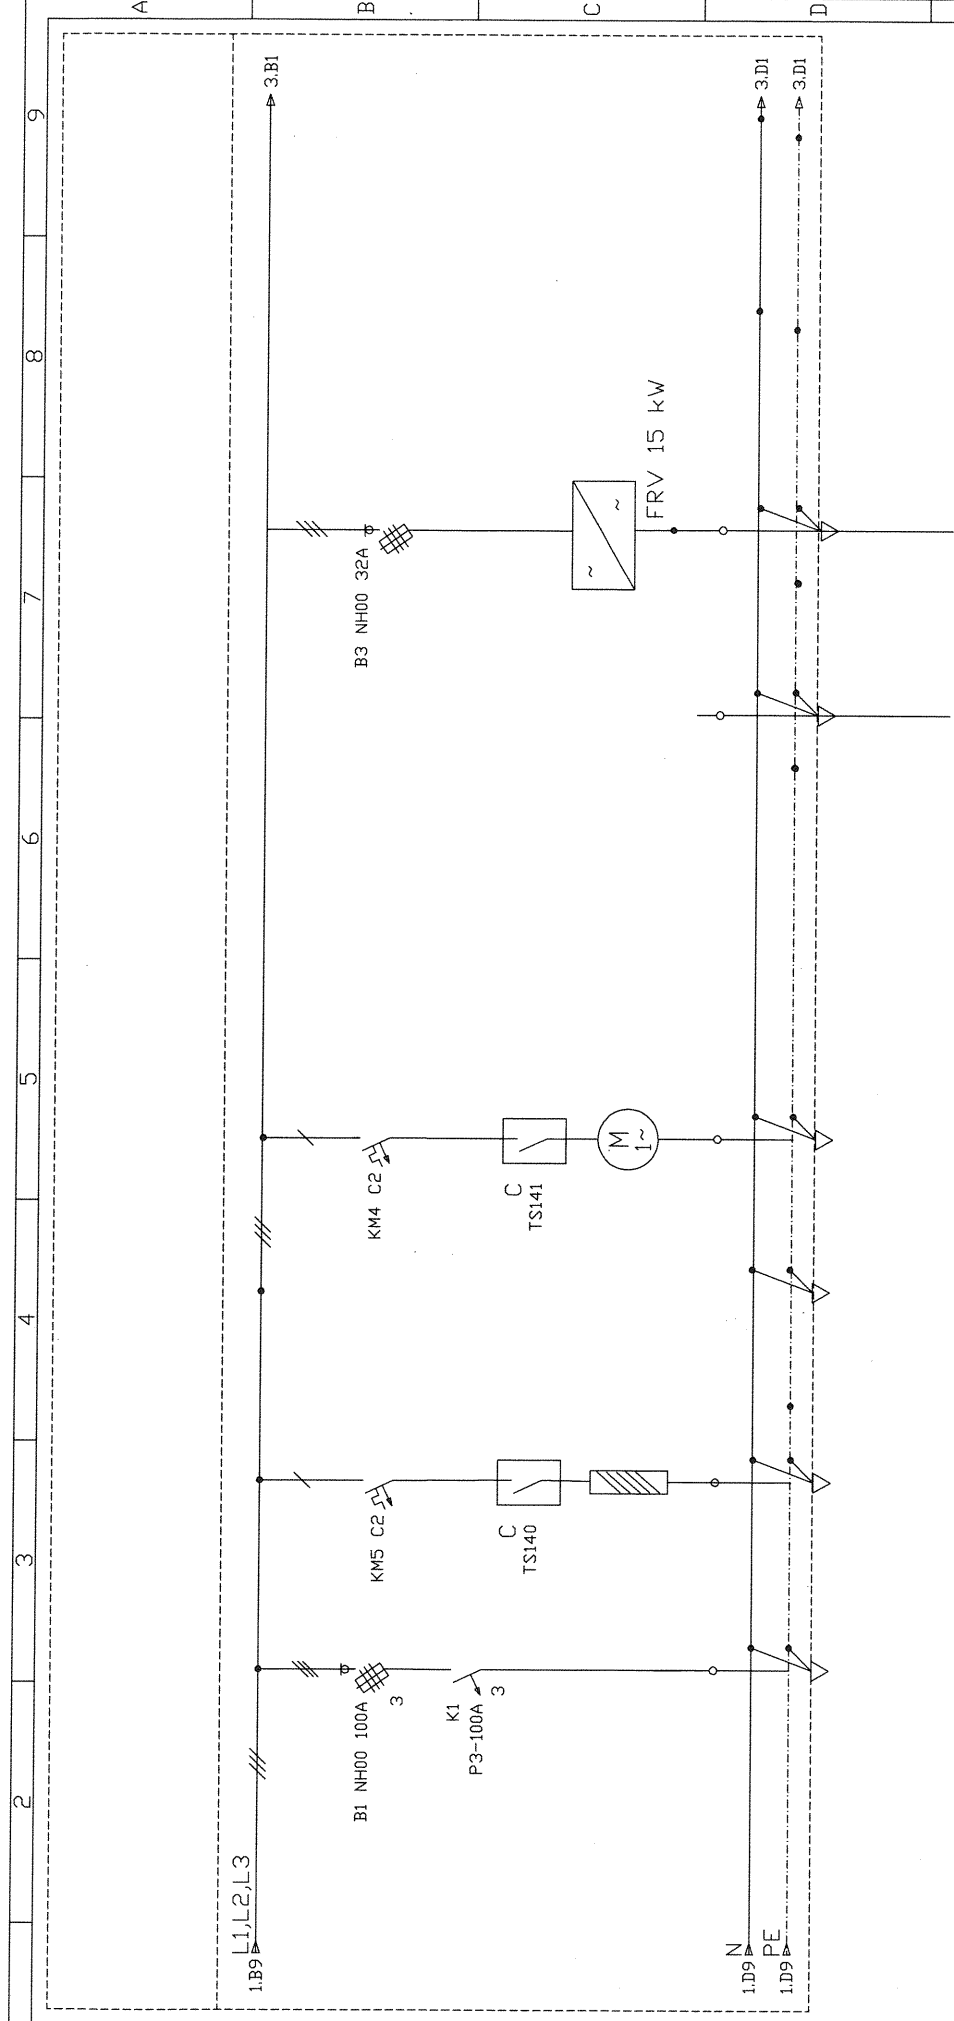 A
B
C
D
2
3
4
5
6
7
8
9
1.B9
L1,L2,L3
3.B1
B1 NH00 100A
3
K1
P3-100A
3
KM5 C2
C
TS140
KM4 C2
C
TS141
M
1~
B3 NH00 32A
~
~
FRV 15 kW
1.D9
N
3.D1
1.D9
PE
3.D1